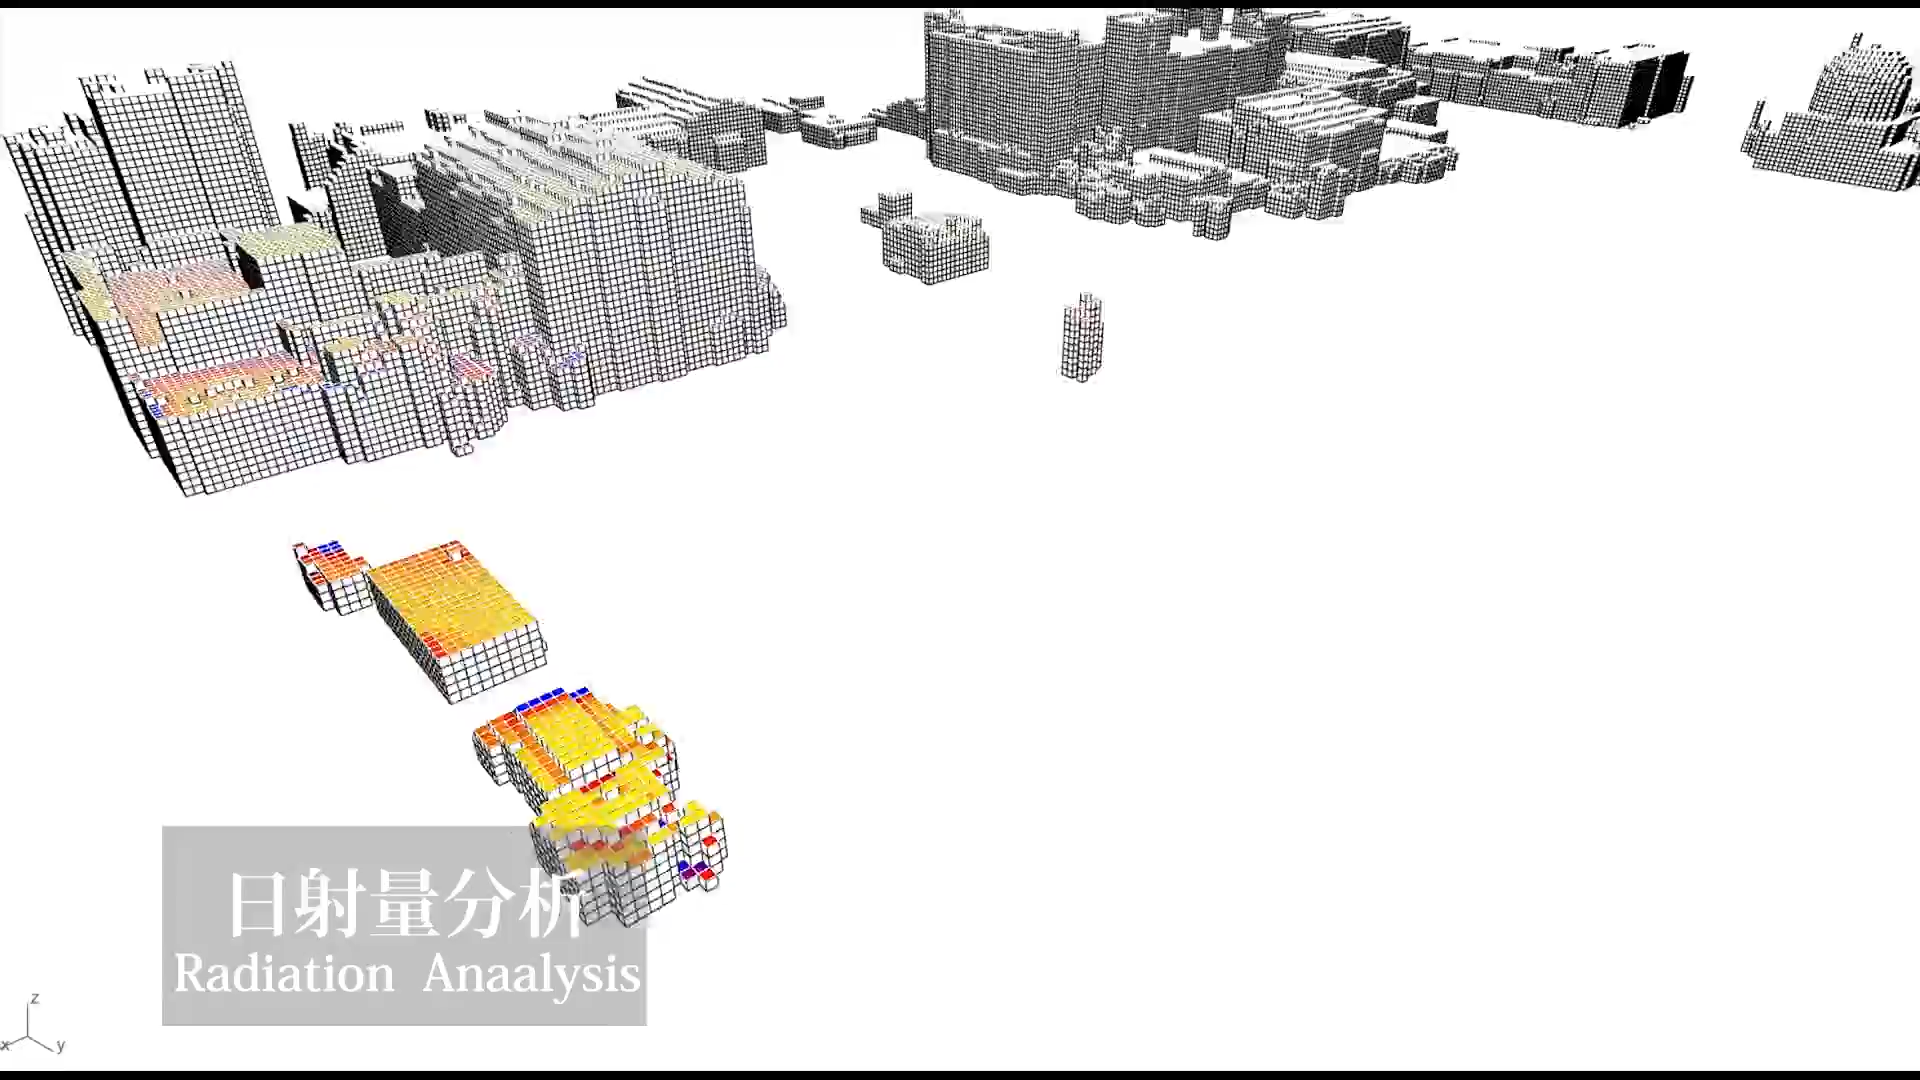 日射量分析
Radiation Anaalysis
z
x
y